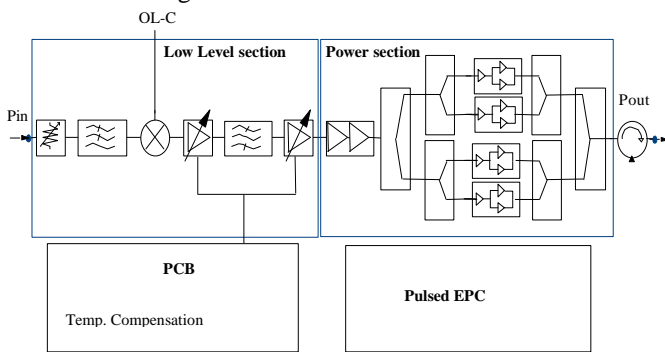 OL-C
Low Level section
Power section
Pin
Pout
PCB
Temp. Compensation
Pulsed EPC